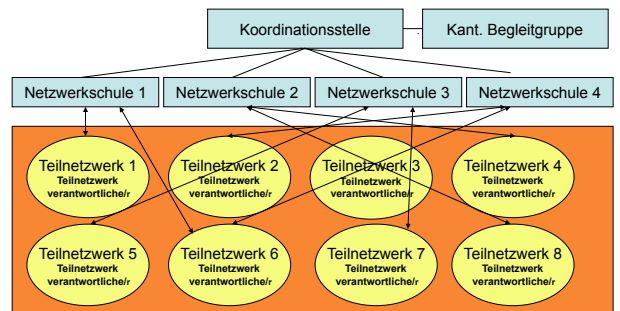 Koordinationsstelle
Kant. Begleitgruppe
Netzwerkschule 1
Netzwerkschule 2
Netzwerkschule 3
Netzwerkschule 4
Teilnetzwerk 1
Teilnetzwerk
verantwortliche/r
Teilnetzwerk 2
Teilnetzwerk
verantwortliche/r
Teilnetzwerk 3
Teilnetzwerk
verantwortliche/r
Teilnetzwerk 4
Teilnetzwerk
verantwortliche/r
Teilnetzwerk 5
Teilnetzwerk
verantwortliche/r
Teilnetzwerk 6
Teilnetzwerk
verantwortliche/r
Teilnetzwerk 7
Teilnetzwerk
verantwortliche/r
Teilnetzwerk 8
Teilnetzwerk
verantwortliche/r